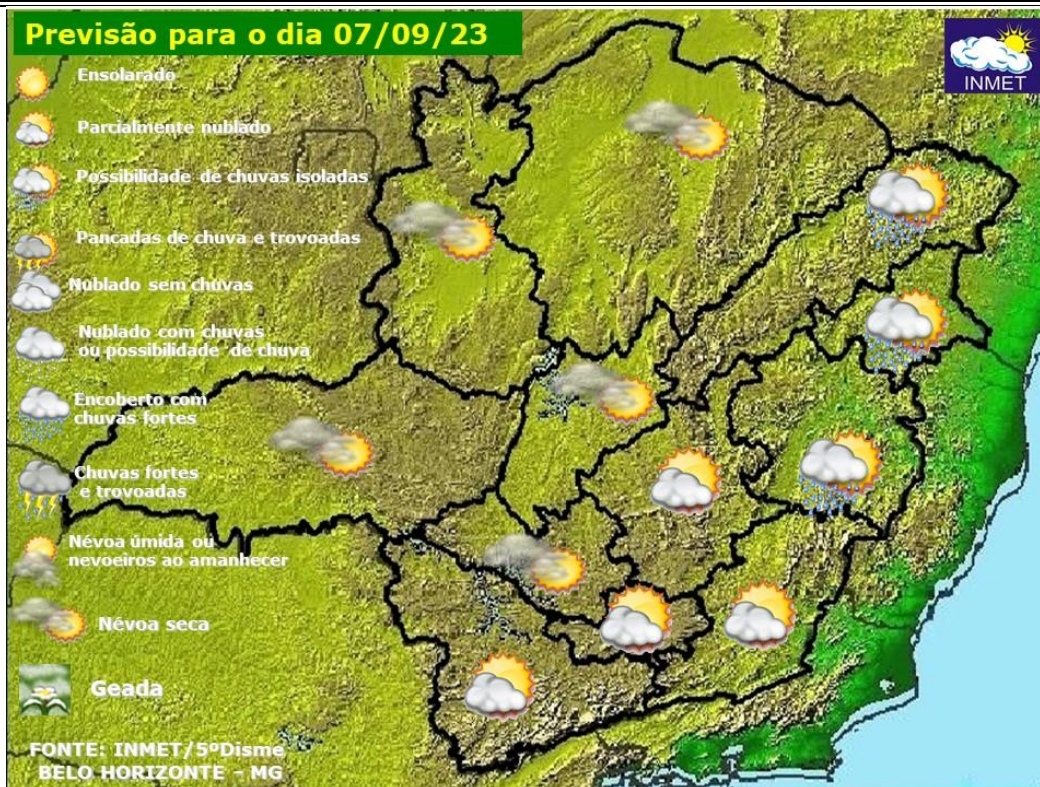 Previsão para o dia 07/09/23
INMET
Ensolarado
Parcialmente nublado
Possibilidade de chuvas isoladas
Pancadas de chuva e trovoadas
Nublado sem chuvas
Nublado com chuvas
ou possibilidade de chuva
Encoberto com
chuvas fortes
Chuvas fortes
e trovoadas
Névoa úmida ou
nevoeiros ao amanhecer
Névoa seca
Geada
FONTE: INMET/5ºDisme
BELO HORIZONTE - MG